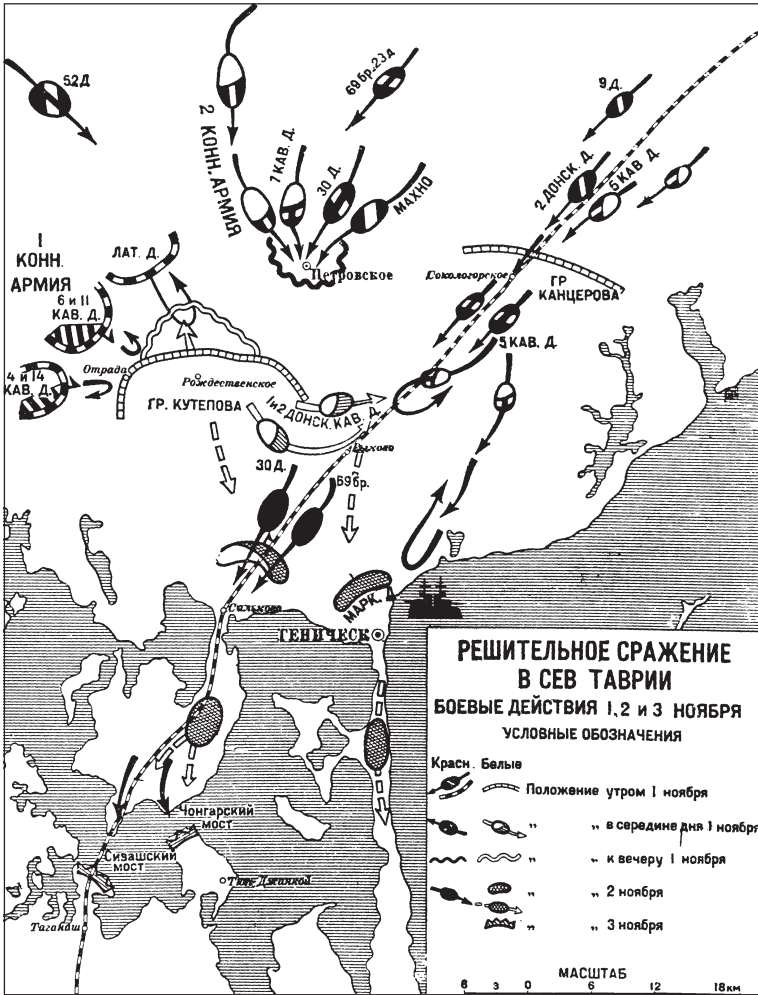 52 Д
69 бр. 23 д
9. Д.
2 КОНН. АРМИЯ
7 КАВ. Д.
30 Д.
МАХНО
2 ДОНСК. Д.
5 КАВ Д.
1
КОНН.
АРМИЯ
ЛАТ. Д.
Петровское
Сокологорское
ГР
КАНЦЕРОВА
6 и 11
КАВ. Д.
4 и 14
КАВ. Д.
Отрада
Рождественское
5 КАВ. Д.
ГР. КУТЕПОВА
1 и 2 ДОНСК. КАВ. Д.
Рыково
30 Д.
69 бр.
Сальково
МАРК. Д
ГЕНИЧЕСК
Чонгарский
мост
Сивашский
мост
Таганаш
РЕШИТЕЛЬНОЕ СРАЖЕНИЕ
В СЕВ ТАВРИИ
БОЕВЫЕ ДЕЙСТВИЯ 1, 2 и 3 НОЯБРЯ
УСЛОВНЫЕ ОБОЗНАЧЕНИЯ
Красн. Белые
Положение утром 1 ноября
„ „ в середине дня 1 ноября
„ „ к вечеру 1 ноября
„ „ 2 ноября
„ „ 3 ноября
МАСШТАБ
6 3 0 6 12 18 км